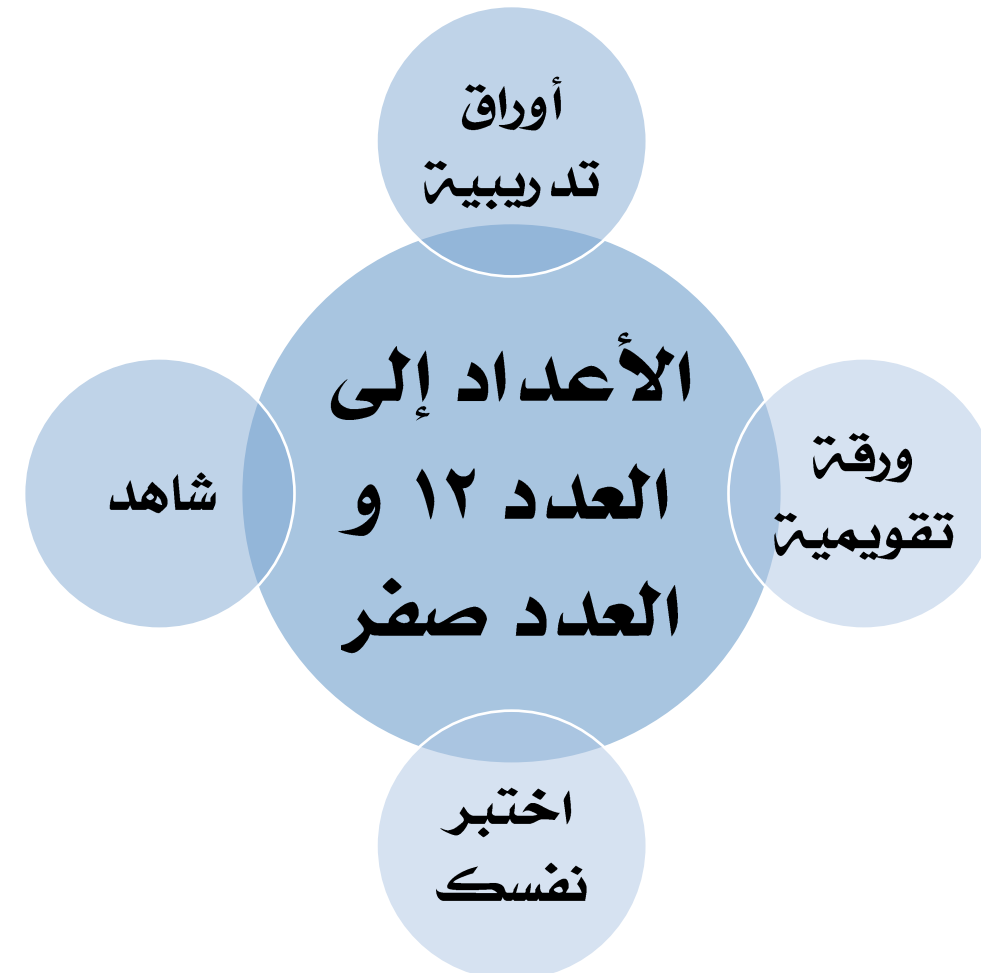 أوراق
تدريبية
الأعداد إلى
العدد ١٢ و
العدد صفر
ورقة
تقويمية
اختبر
نفسك
شاهد